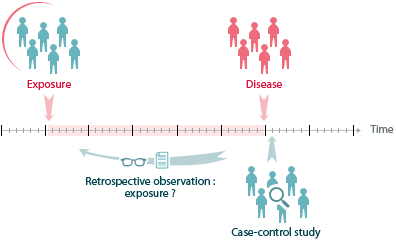 Exposure
Disease
Time
Retrospective observation :
exposure ?
Case-control study